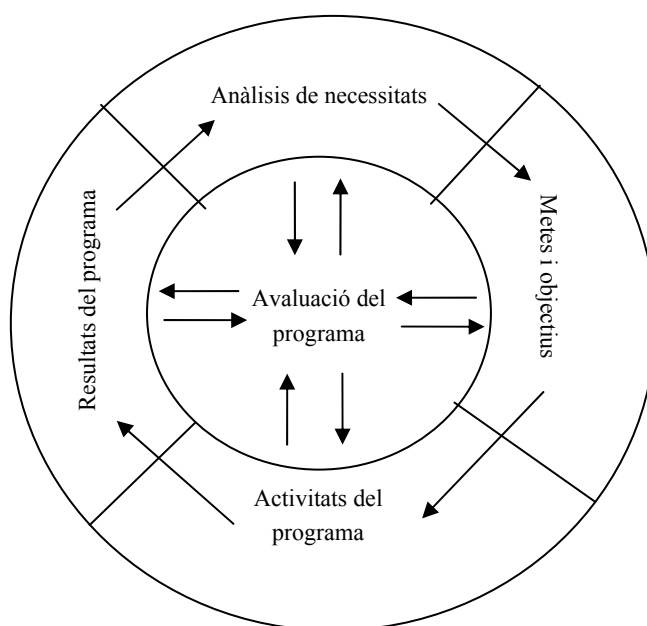 Anàlisis de necessitats
Metes i objectius
Resultats del programa
Avaluació del
programa
Activitats del
programa